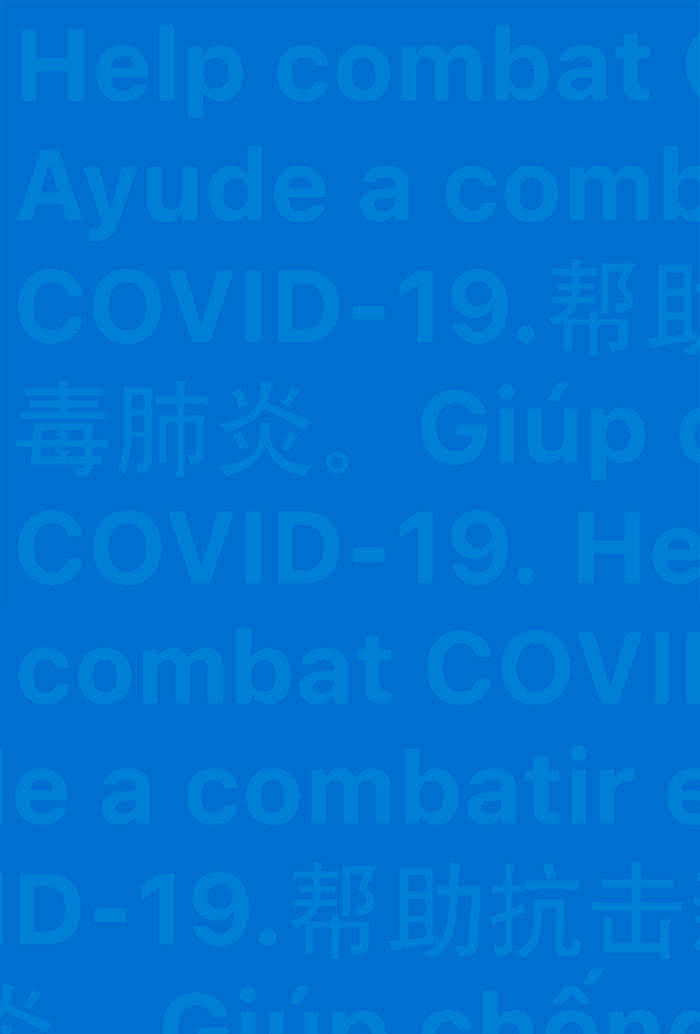 Help combat
Ayude a comb
COVID-19.帮助
毒肺炎。 Giúp
COVID-19. He
combat COVI
e a combatir e
D-19.帮助抗击
炎。 Giúp chống